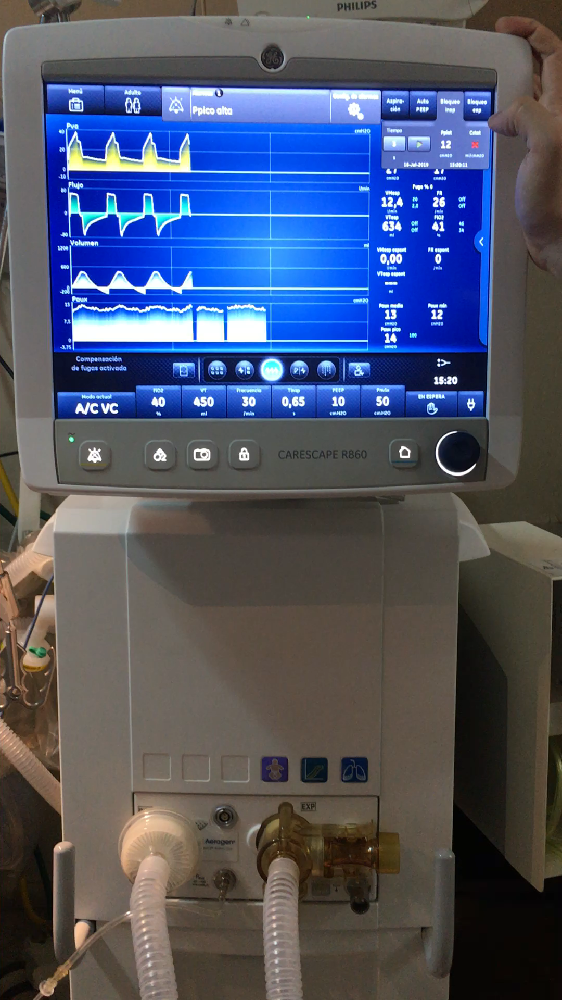 PHILIPS
Menú
Adulto
Alarmas
Ppico alta
Config. de alarmas
Aspira-
ción
Auto
PEEP
Bloqueo
insp
Bloqueo
esp
Tiempo
3
s
Pplat
12
cmH2O
Cstat
ml/cmH2O
18-Jul-2019
15:20:11
Pva
cmH2O
40
20
0
-10
cmH2O
cmH2O
Flujo
l/min
80
0
-80
Fuga % 0
VMesp
12,4
l/min
20
2,0
FR
26
/min
Off
Off
VTesp
634
ml
Off
Off
FiO2
41
%
46
34
Volumen
ml
1200
600
0
-200
VMesp espont
0,00
l/min
FR espont
0
/min
VTesp espont
---
ml
Paux
cmH2O
15
7,5
0
-3,75
Paux media
13
cmH2O
Paux min
12
cmH2O
Paux pico
14
cmH2O
100
Compensación
de fugas activada
15:20
Modo actual
A/C VC
FiO2
40
%
VT
450
ml
Frecuencia
30
/min
TInsp
0,65
s
PEEP
10
cmH2O
Pmáx
50
cmH2O
EN ESPERA
O2
CARESCAPE R860
EXP
Aerogen